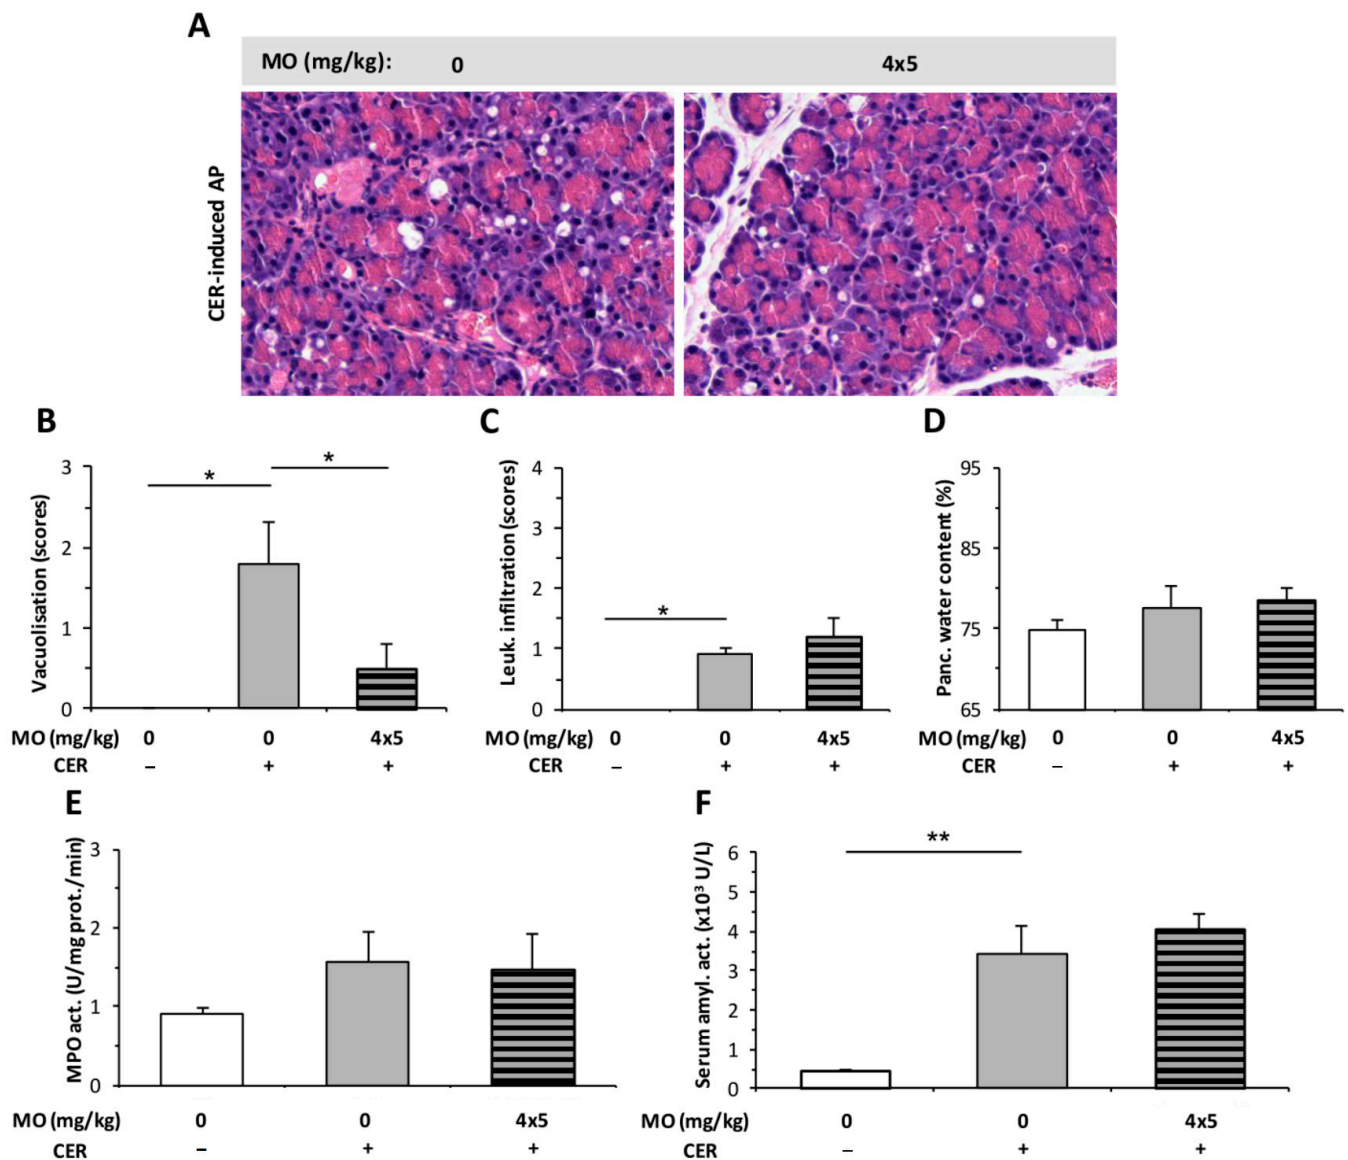 A
MO (mg/kg): 0 4x5
CER-induced AP
B
Vacuolisation (scores)
3
2
1
0
*
*
MO (mg/kg) 0 0 4x5
CER – + +
C
Leuk. infiltration (scores)
4
3
2
1
0
*
MO (mg/kg) 0 0 4x5
CER – + +
D
Panc. water content (%)
95
85
75
65
MO (mg/kg) 0 0 4x5
CER – + +
E
MPO act. (U/mg prot./min)
3
2
1
0
MO (mg/kg) 0 0 4x5
CER – + +
F
Serum amyl. act. (x10³ U/L)
6
5
4
3
2
1
0
**
MO (mg/kg) 0 0 4x5
CER – + +